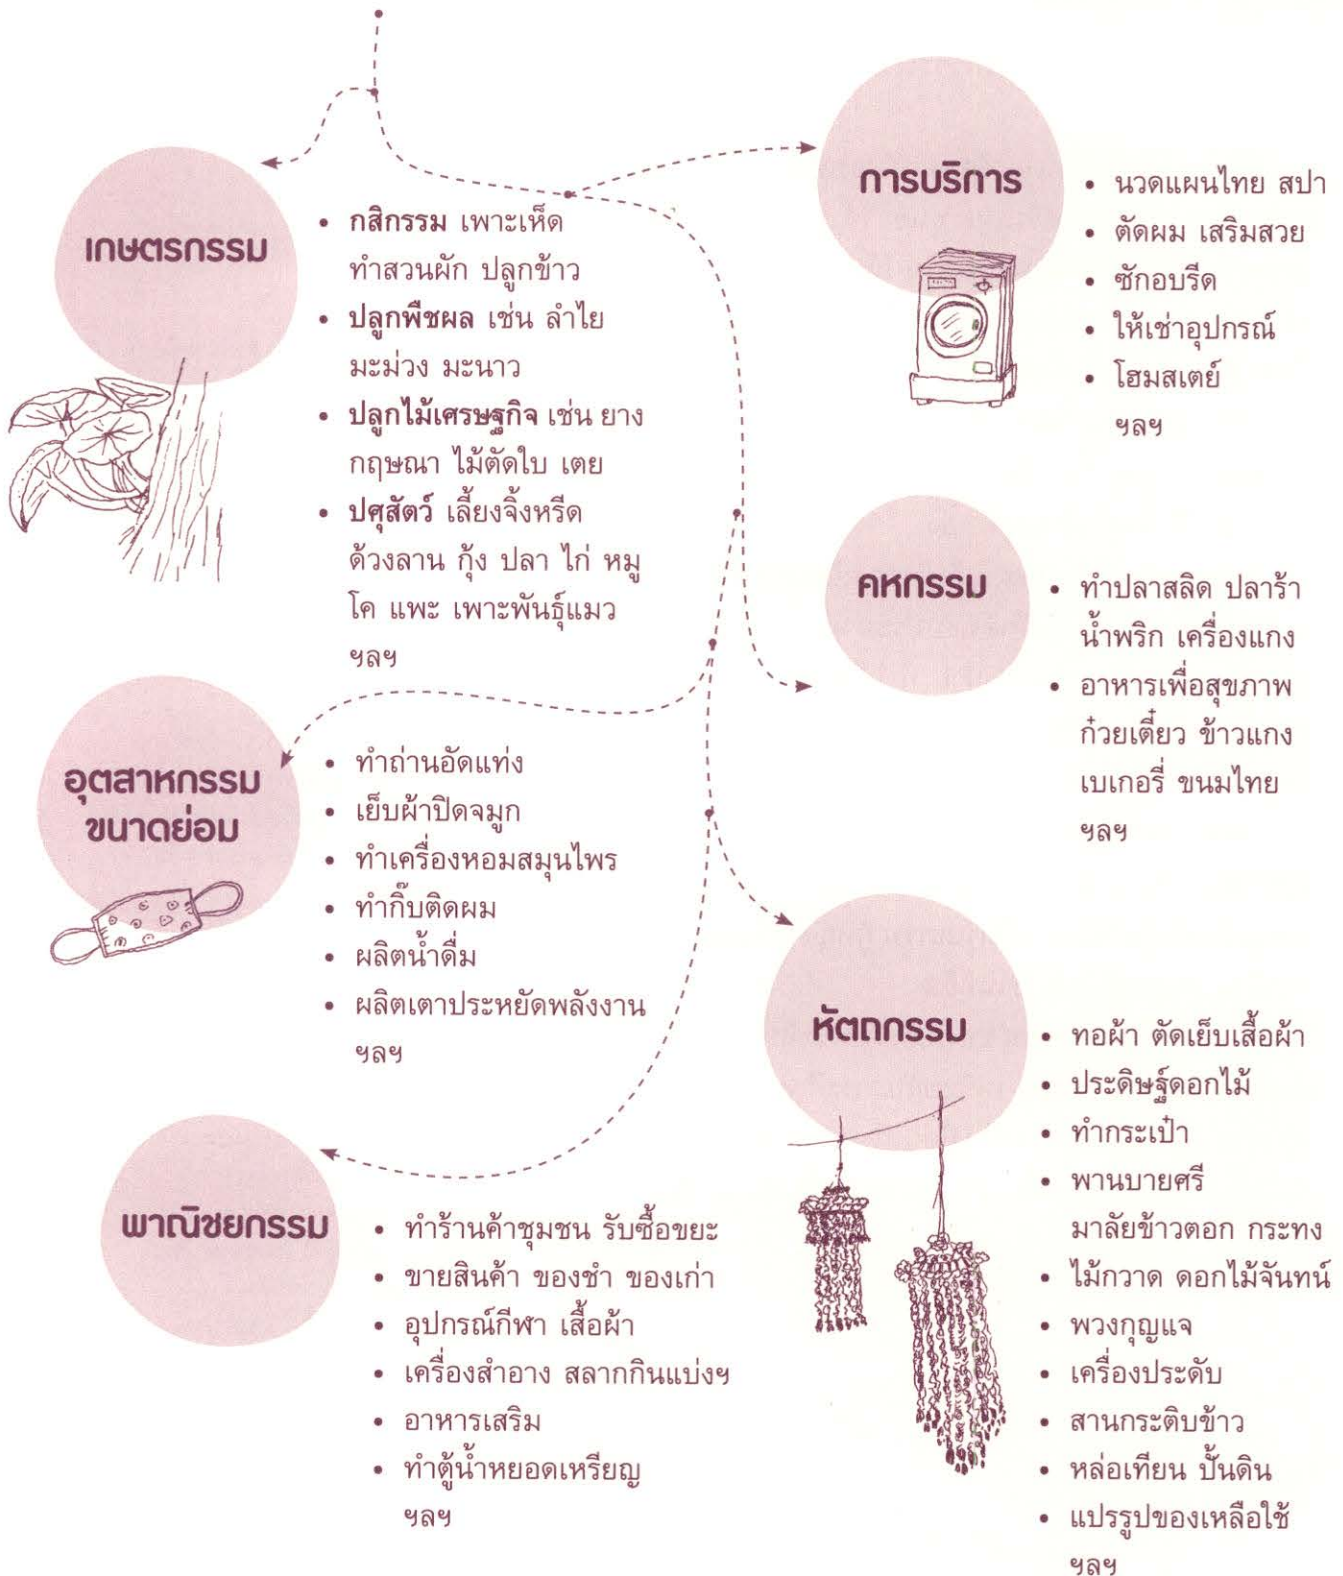 เกษตรกรรม
• กสิกรรม เพาะเห็ด
ทำสวนผัก ปลูกข้าว
• ปลูกพืชผล เช่น ลำไย
มะม่วง มะนาว
• ปลูกไม้เศรษฐกิจ เช่น ยาง
กฤษณา ไม้ตัดใบ เตย
• ปศุสัตว์ เลี้ยงจิ้งหรีด
ด้วงลาน กุ้ง ปลา ไก่ หมู
โค แพะ เพาะพันธุ์แมว
ฯลฯ
การบริการ
• นวดแผนไทย สปา
• ตัดผม เสริมสวย
• ซักอบรีด
• ให้เช่าอุปกรณ์
• โฮมสเตย์
ฯลฯ
คหกรรม
• ทำปลาสลิด ปลาร้า
น้ำพริก เครื่องแกง
• อาหารเพื่อสุขภาพ
ก๋วยเตี๋ยว ข้าวแกง
เบเกอรี่ ขนมไทย
ฯลฯ
อุตสาหกรรม
ขนาดย่อม
• ทำถ่านอัดแท่ง
• เย็บผ้าปิดจมูก
• ทำเครื่องหอมสมุนไพร
• ทำกิ๊บติดผม
• ผลิตน้ำดื่ม
• ผลิตเตาประหยัดพลังงาน
ฯลฯ
หัตถกรรม
• ทอผ้า ตัดเย็บเสื้อผ้า
• ประดิษฐ์ดอกไม้
• ทำกระเป๋า
• พานบายศรี
มาลัยข้าวตอก กระทง
• ไม้กวาด ดอกไม้จันทน์
• พวงกุญแจ
• เครื่องประดับ
• สานกระติบข้าว
• หล่อเทียน ปั้นดิน
• แปรรูปของเหลือใช้
ฯลฯ
พาณิชยกรรม
• ทำร้านค้าชุมชน รับซื้อขยะ
• ขายสินค้า ของชำ ของเก่า
• อุปกรณ์กีฬา เสื้อผ้า
• เครื่องสำอาง สลากกินแบ่งฯ
• อาหารเสริม
• ทำตู้น้ำหยอดเหรียญ
ฯลฯ